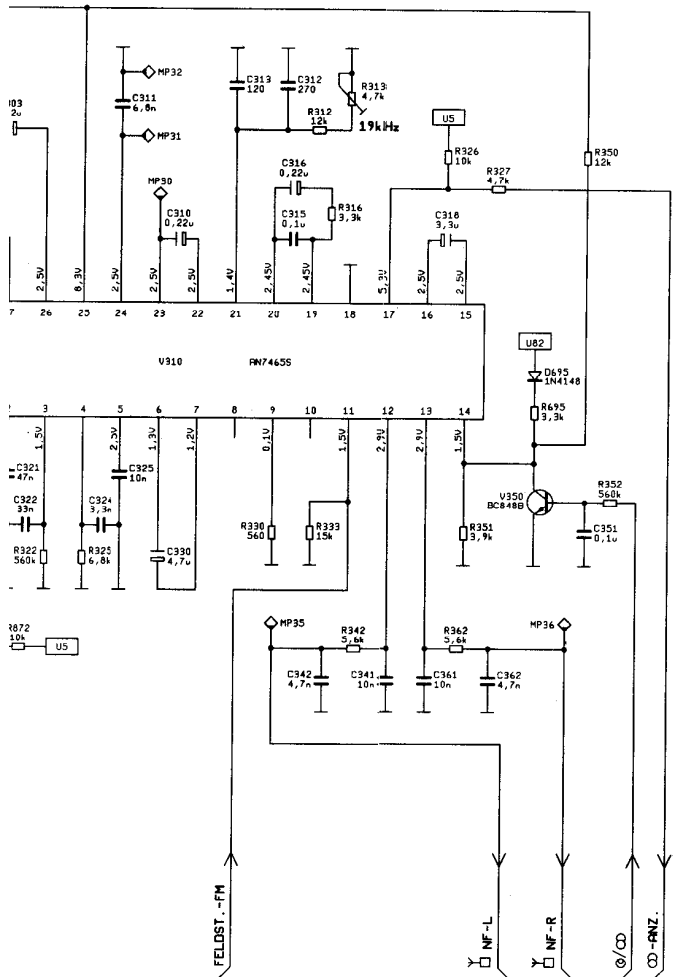 MP32
C311
6,8n
MP31
C313
120
C312
270
R313
4,7k
R312
12k
19kHz
U5
R326
10k
R327
4,7k
R350
12k
2u
MP30
C310
0,22u
C316
0,22u
C315
0,1u
R316
3,3k
C318
3,3u
2,5V
8,3V
2,5V
2,5V
2,5V
1,4V
2,45V
2,45V
5,3V
2,5V
2,5V
7 26 25 24 23 22 21 20 19 18 17 16 15
V310 AN7465S
3 4 5 6 7 8 9 10 11 12 13 14
1,5V
2,5V
2,5V
1,3V
1,2V
0,1V
1,5V
2,9V
2,9V
1,5V
U82
D695
1N4148
R695
3,3k
C321
47n
C325
10n
C322
33n
C324
3,3n
R322
560k
R325
6,8k
C330
4,7u
R330
560
R333
15k
R351
3,9k
V350
BC848B
R352
560k
C351
0,1u
R872
10k
U5
MP35
R342
5,6k
R362
5,6k
MP36
C342
4,7n
C341
10n
C361
10n
C362
4,7n
FELDST.-FM
NF-L
NF-R
-ANZ.